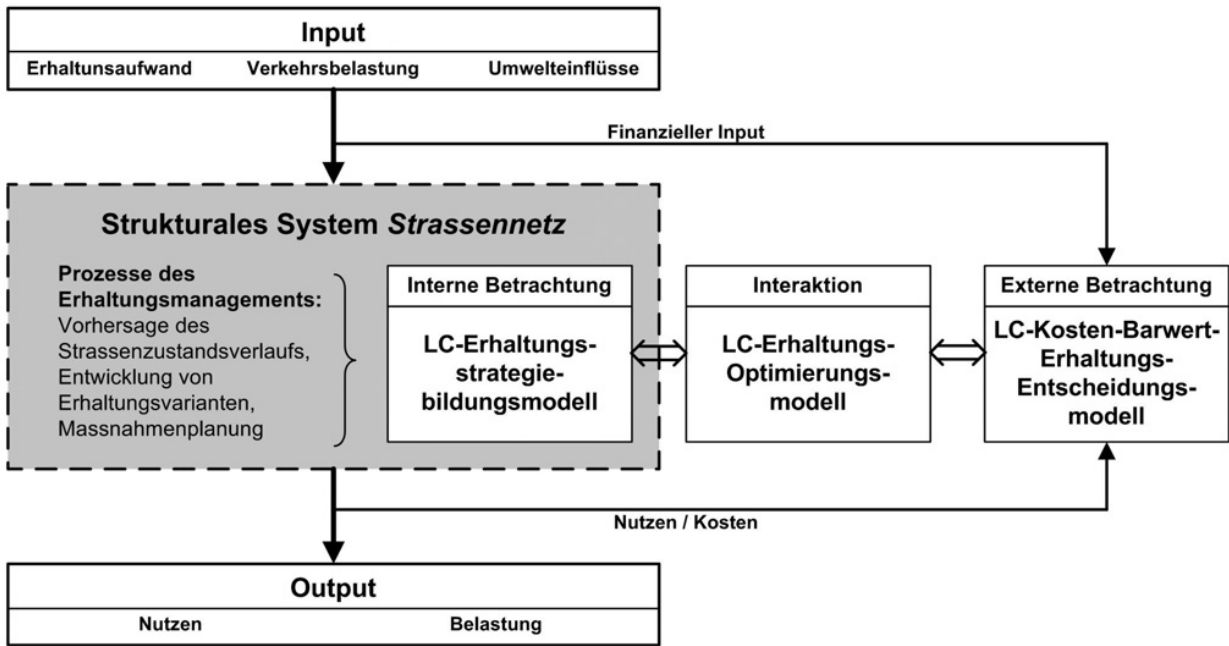 Input
Erhaltunsaufwand Verkehrsbelastung Umwelteinflüsse
Finanzieller Input
Strukturales System Strassennetz
Prozesse des
Erhaltungsmanagements:
Vorhersage des
Strassenzustandsverlaufs,
Entwicklung von
Erhaltungsvarianten,
Massnahmenplanung
Interne Betrachtung
LC-Erhaltungs-
strategie-
bildungsmodell
Interaktion
LC-Erhaltungs-
Optimierungs-
modell
Externe Betrachtung
LC-Kosten-Barwert-
Erhaltungs-
Entscheidungs-
modell
Nutzen / Kosten
Output
Nutzen Belastung